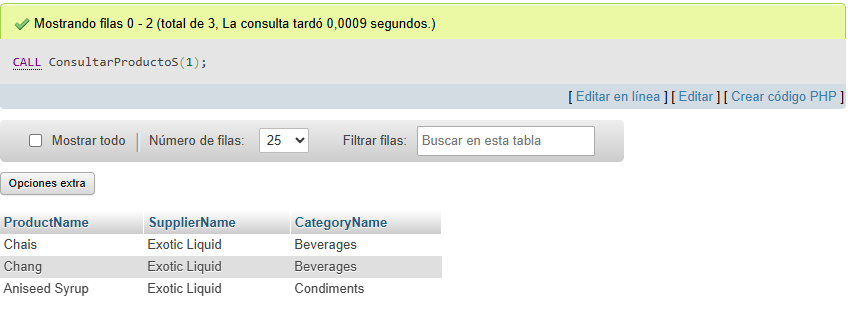 Mostrando filas 0 - 2 (total de 3, La consulta tardó 0,0009 segundos.)
CALL ConsultarProductoS(1);
[ Editar en línea ] [ Editar ] [ Crear código PHP ]
Mostrar todo Número de filas: 25 Filtrar filas: Buscar en esta tabla
Opciones extra
ProductName SupplierName CategoryName
Chais Exotic Liquid Beverages
Chang Exotic Liquid Beverages
Aniseed Syrup Exotic Liquid Condiments